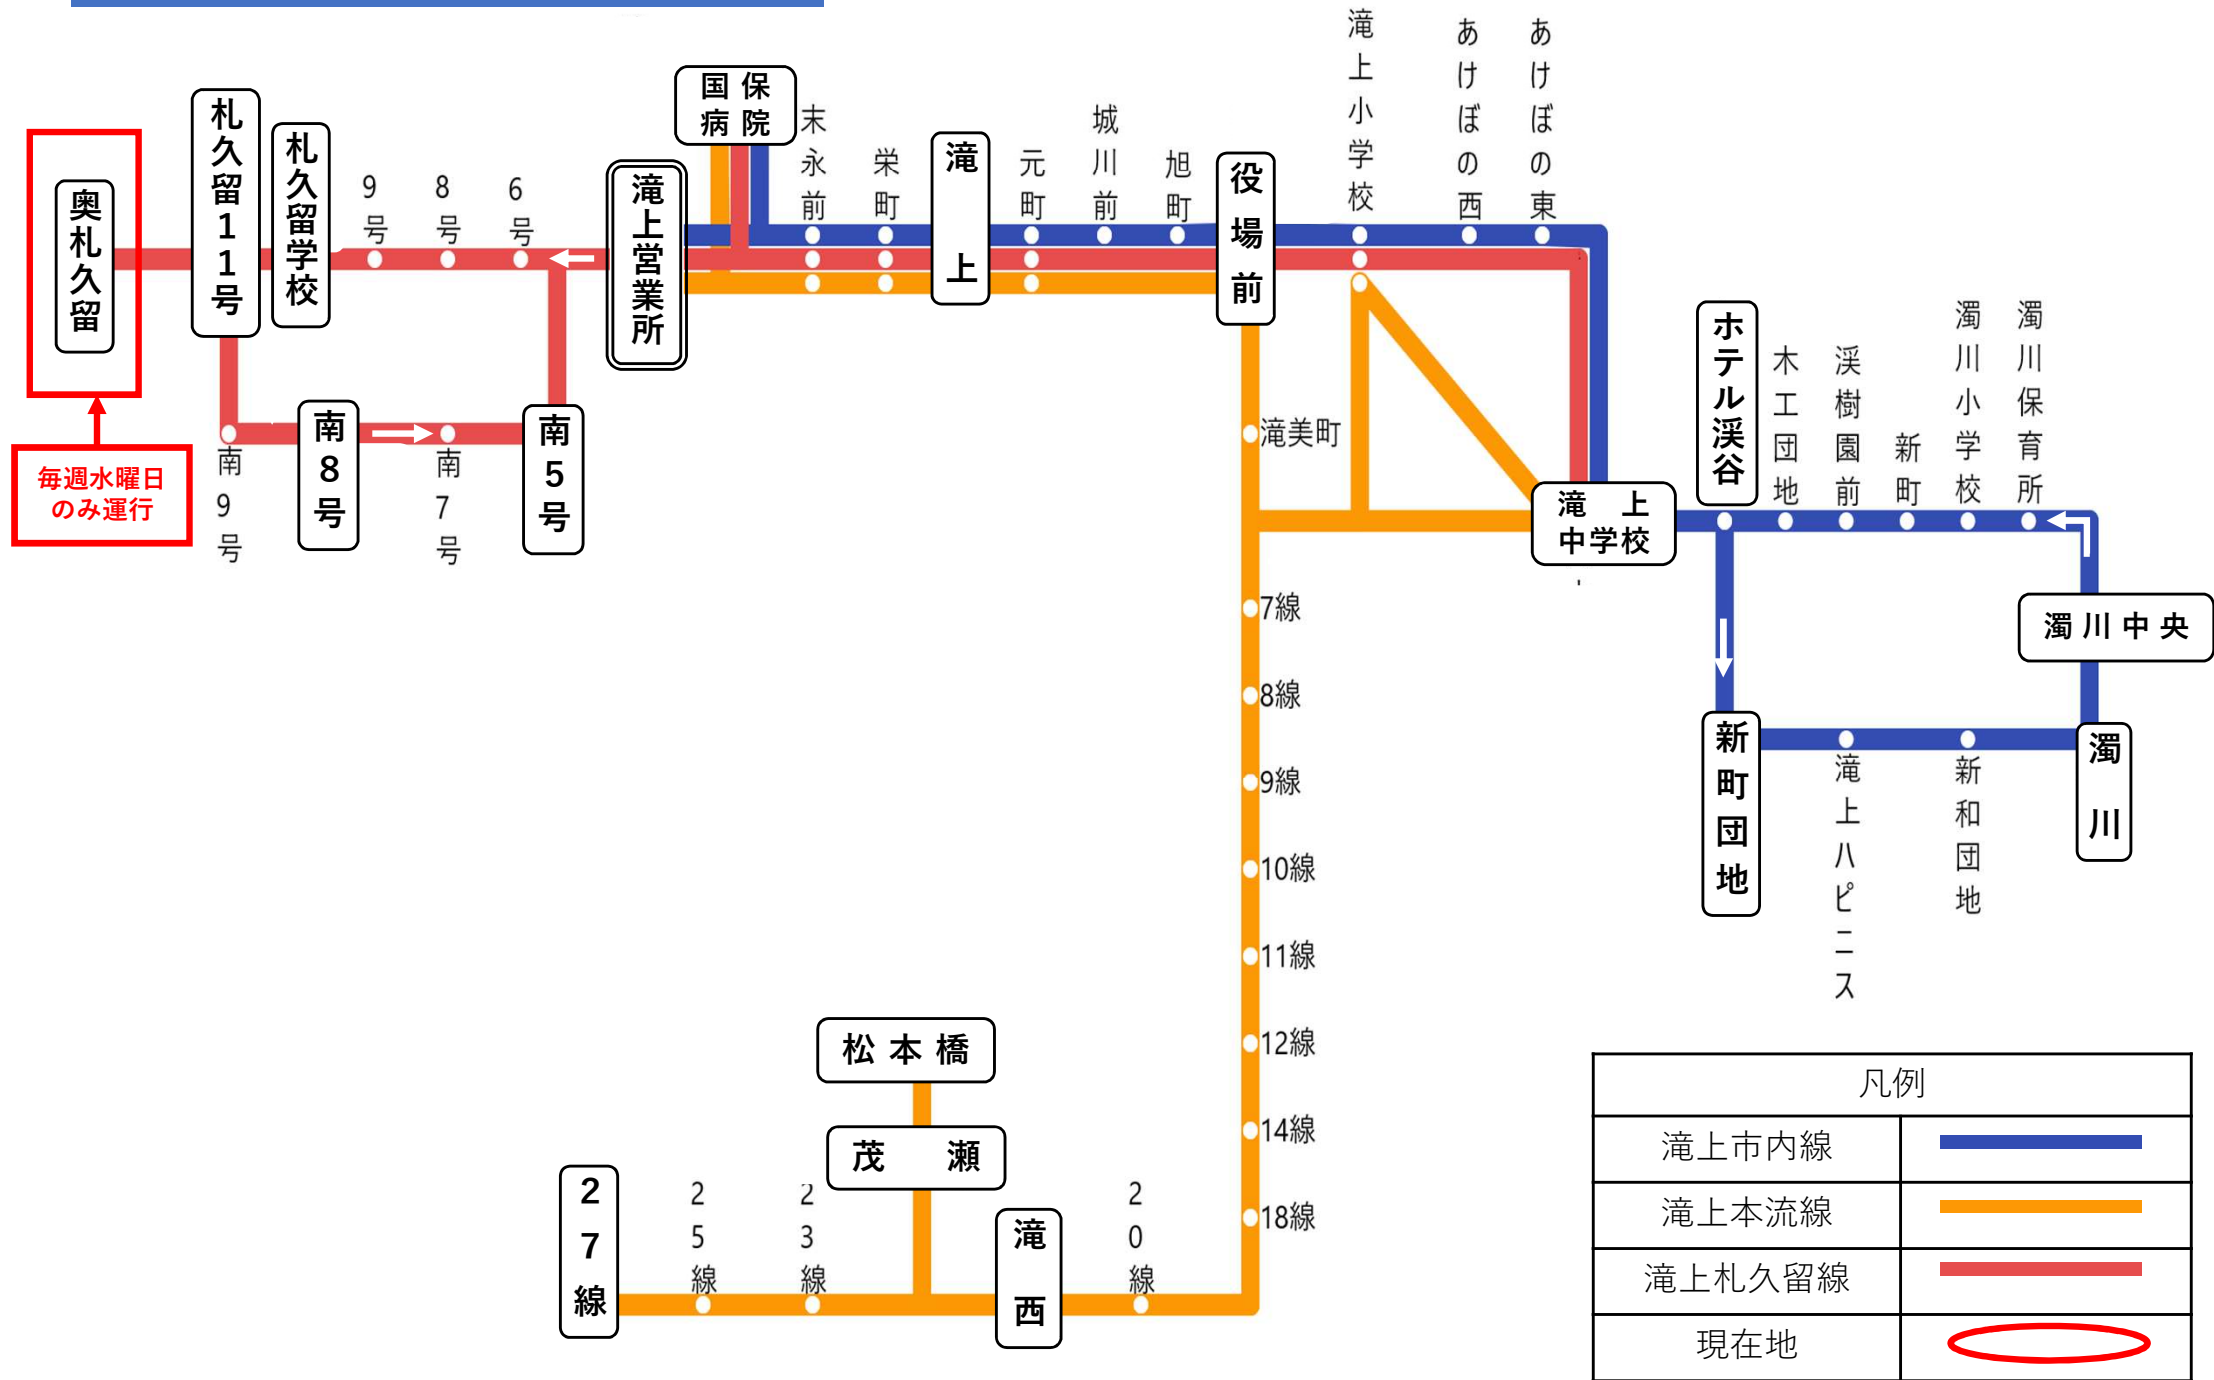 奥札久留
毎週水曜日
のみ運行
札久留11号
札久留学校
9号
8号
6号
南9号
南8号
南7号
南5号
滝上営業所
国保
病院
末永前
栄町
滝上
元町
城川前
旭町
役場前
滝上小学校
あけぼの西
あけぼの東
滝上
中学校
ホテル渓谷
木工団地
渓樹園前
新町
濁川小学校
濁川保育所
濁川中央
濁川
新和団地
滝上ハピニス
新町団地
滝美町
7線
8線
9線
10線
11線
12線
14線
18線
20線
滝西
茂瀬
松本橋
23線
25線
27線
凡例
滝上市内線
滝上本流線
滝上札久留線
現在地